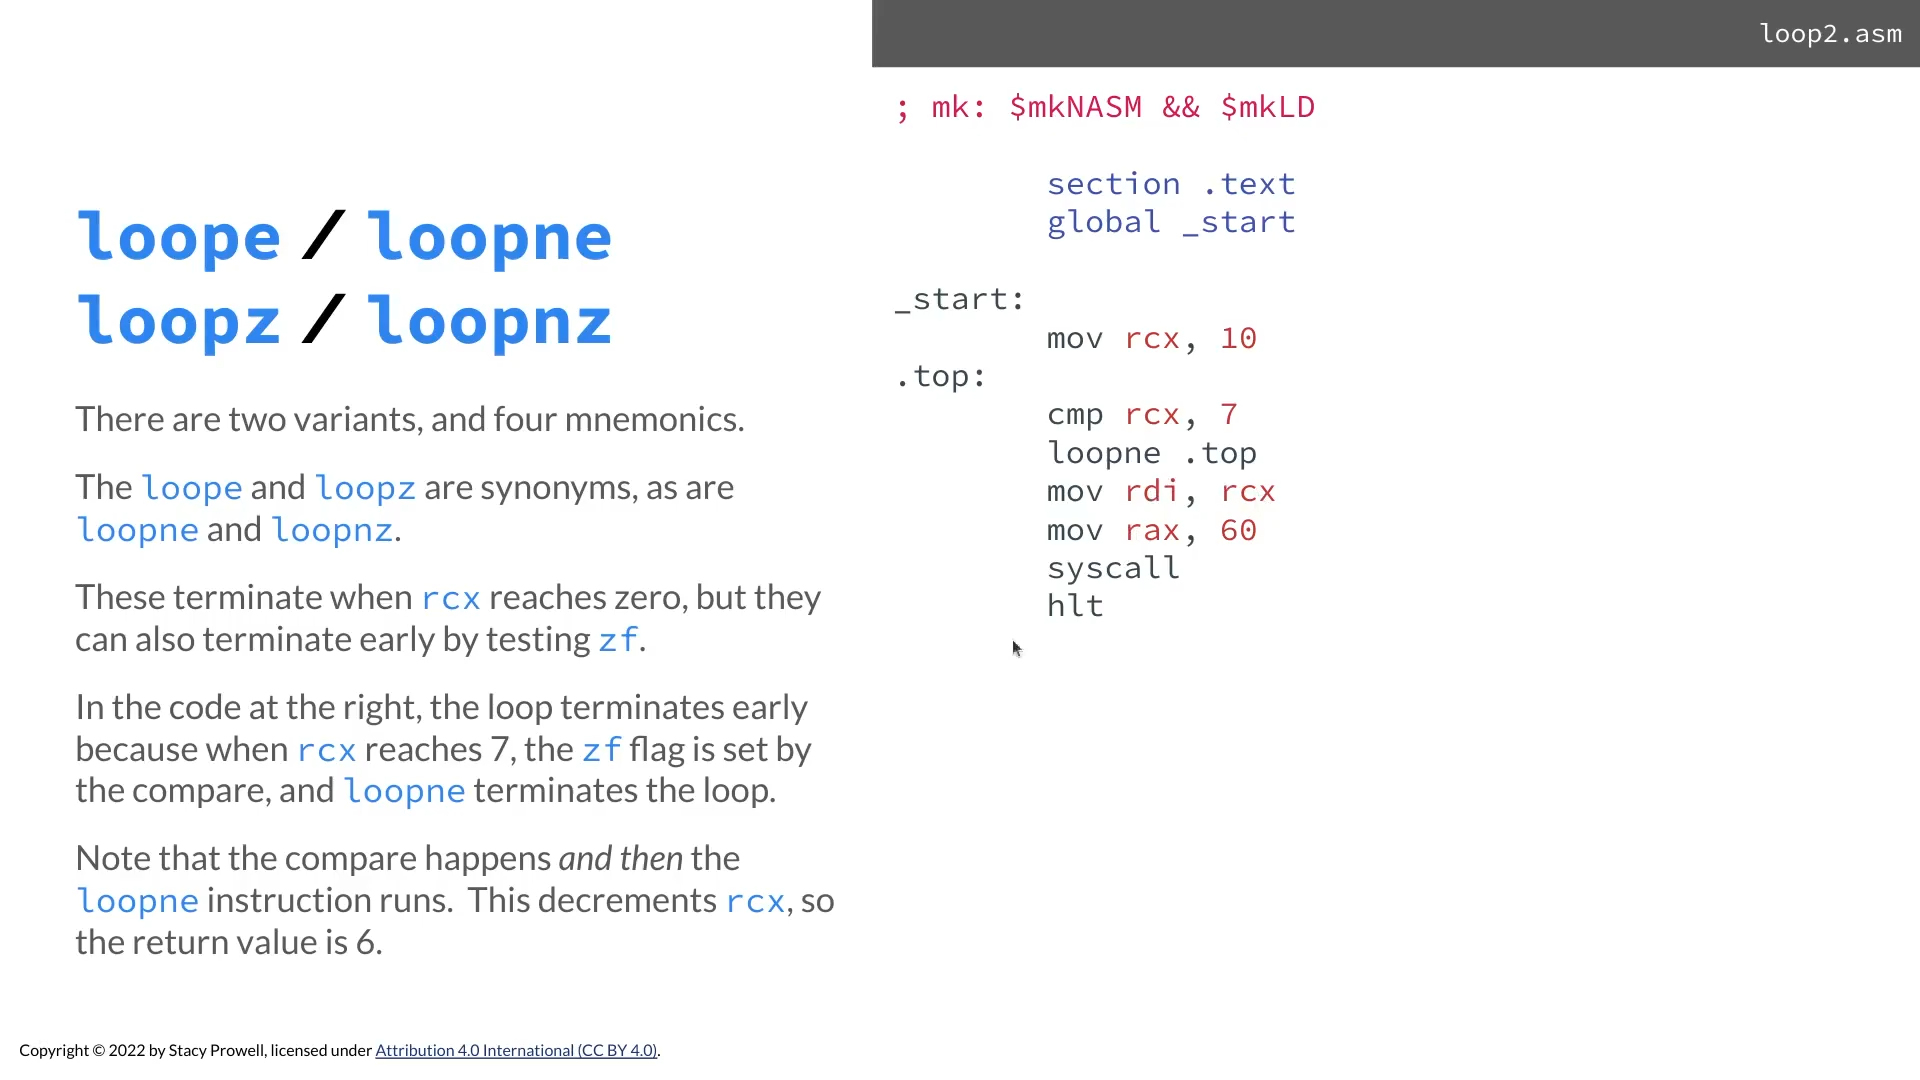 loop2.asm
loope / loopne
loopz / loopnz
There are two variants, and four mnemonics.
The loope and loopz are synonyms, as are
loopne and loopnz.
These terminate when rcx reaches zero, but they
can also terminate early by testing zf.
In the code at the right, the loop terminates early
because when rcx reaches 7, the zf flag is set by
the compare, and loopne terminates the loop.
Note that the compare happens and then the
loopne instruction runs.  This decrements rcx, so
the return value is 6.
; mk: $mkNASM && $mkLD
section .text
global _start
_start:
mov rcx, 10
.top:
cmp rcx, 7
loopne .top
mov rdi, rcx
mov rax, 60
syscall
hlt
Copyright © 2022 by Stacy Prowell, licensed under Attribution 4.0 International (CC BY 4.0).